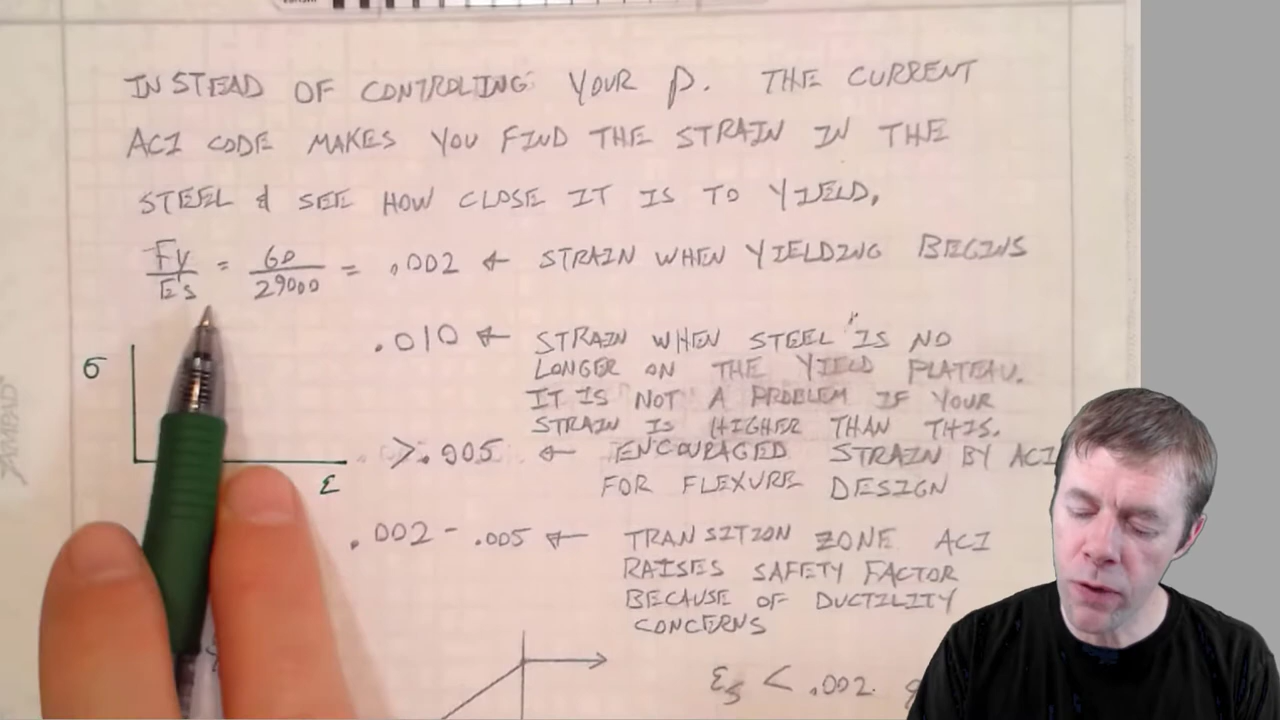 INSTEAD OF CONTROLING YOUR ρ. THE CURRENT
ACI CODE MAKES YOU FIND THE STRAIN IN THE
STEEL & SEE HOW CLOSE IT IS TO YIELD.
Fy/Es = 60/29000 = .002 ← STRAIN WHEN YIELDING BEGINS
.010 ← STRAIN WHEN STEEL IS NO
LONGER ON THE YIELD PLATEAU.
IT IS NOT A PROBLEM IF YOUR
STRAIN IS HIGHER THAN THIS.
σ
>.005 ← ENCOURAGED STRAIN BY ACI
FOR FLEXURE DESIGN
ε
.002 - .005 ← TRANSITION ZONE ACI
RAISES SAFETY FACTOR
BECAUSE OF DUCTILITY
CONCERNS
εs < .002
AMPAD